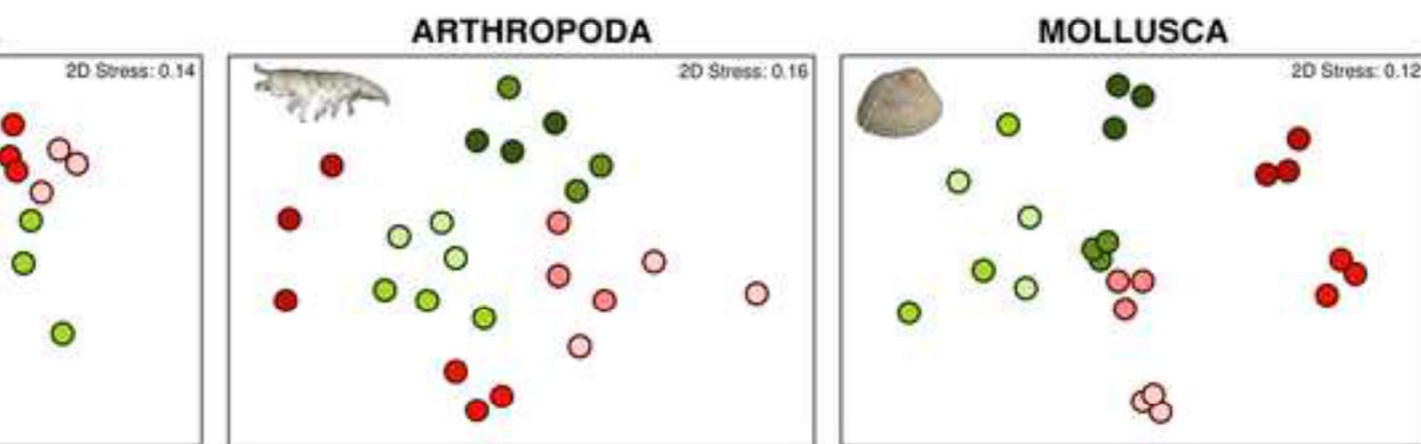 ARTHROPODA
MOLLUSCA
2D Stress: 0.14
2D Stress: 0.16
2D Stress: 0.12